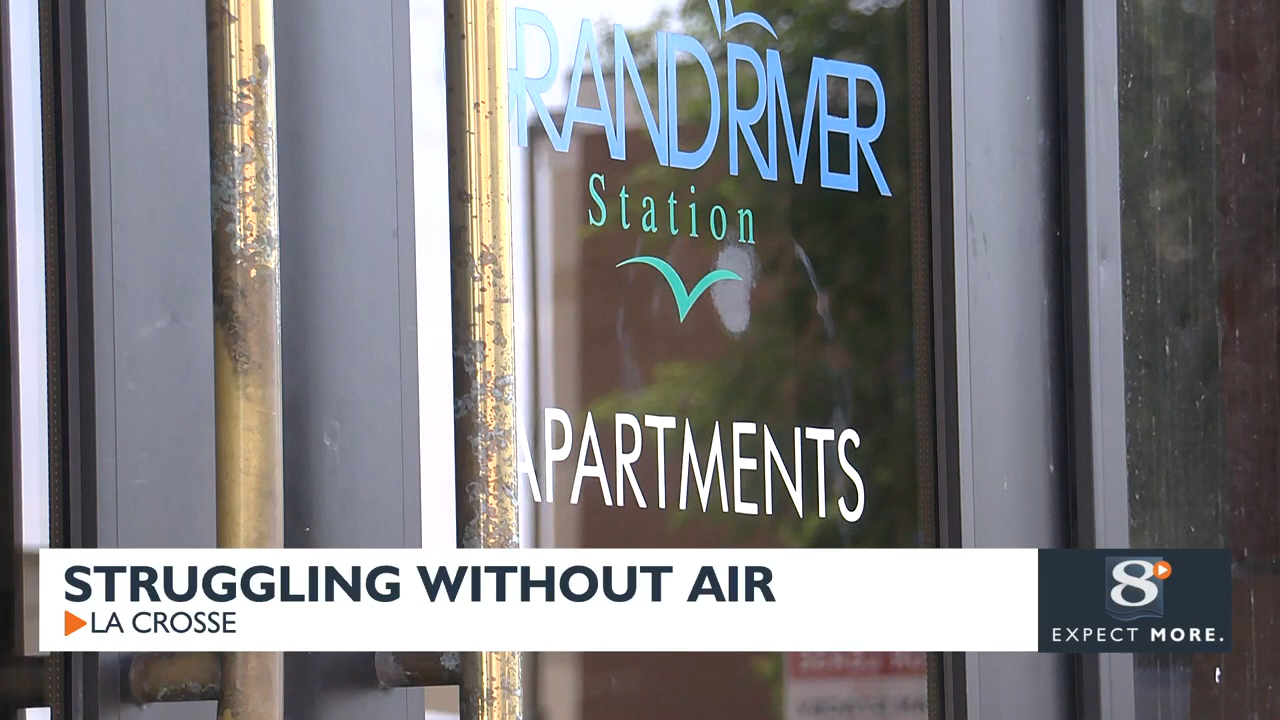 RAND RIVER
Station
APARTMENTS
STRUGGLING WITHOUT AIR
LA CROSSE
8
EXPECT MORE.